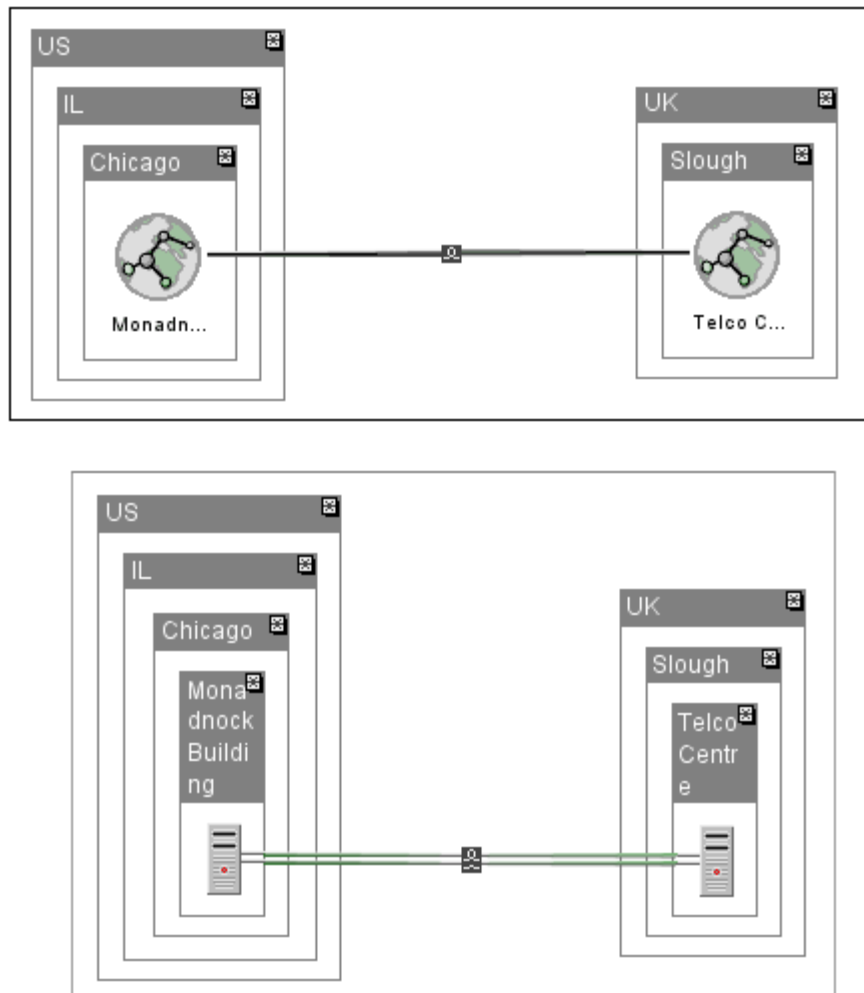 US
IL
UK
Chicago
Slough
Monadn...
Telco C...
US
IL
UK
Chicago
Slough
Mona
dnock
Buildi
ng
Telco
Centr
e